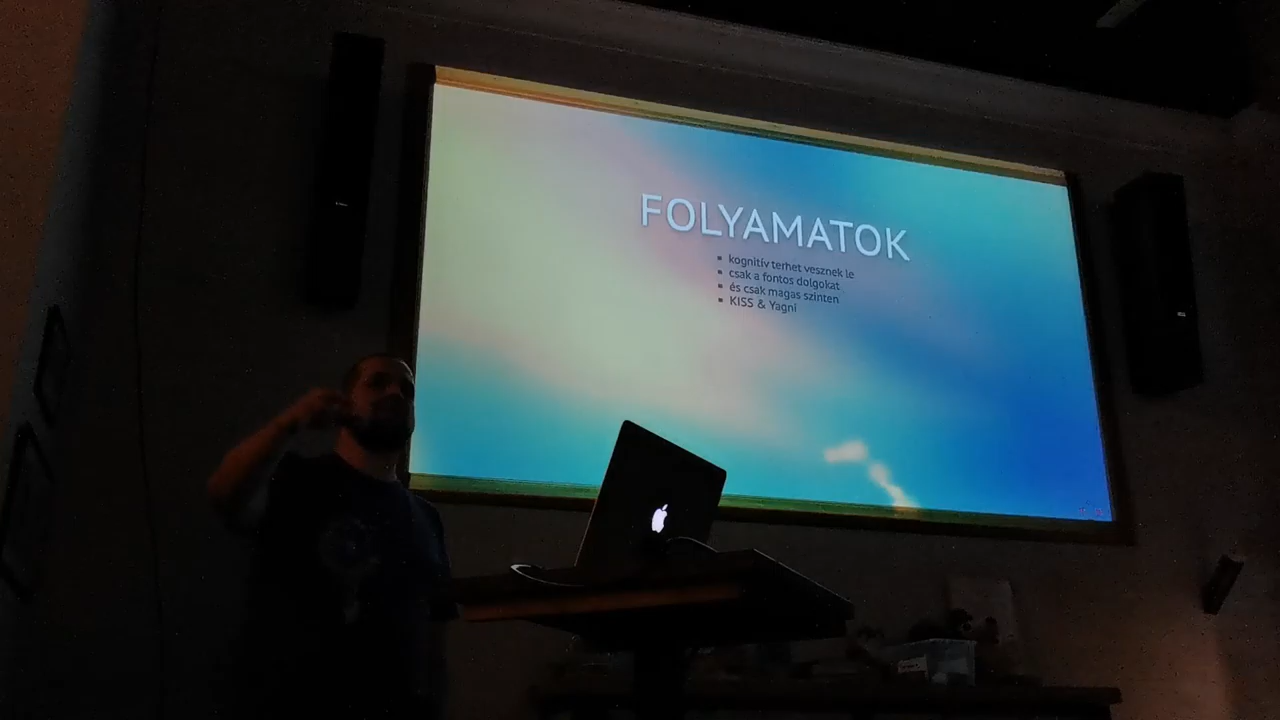 FOLYAMATOK
kognitív terhet vesznek le
csak a fontos dolgokat
és csak magas szinten
KISS & Yagni